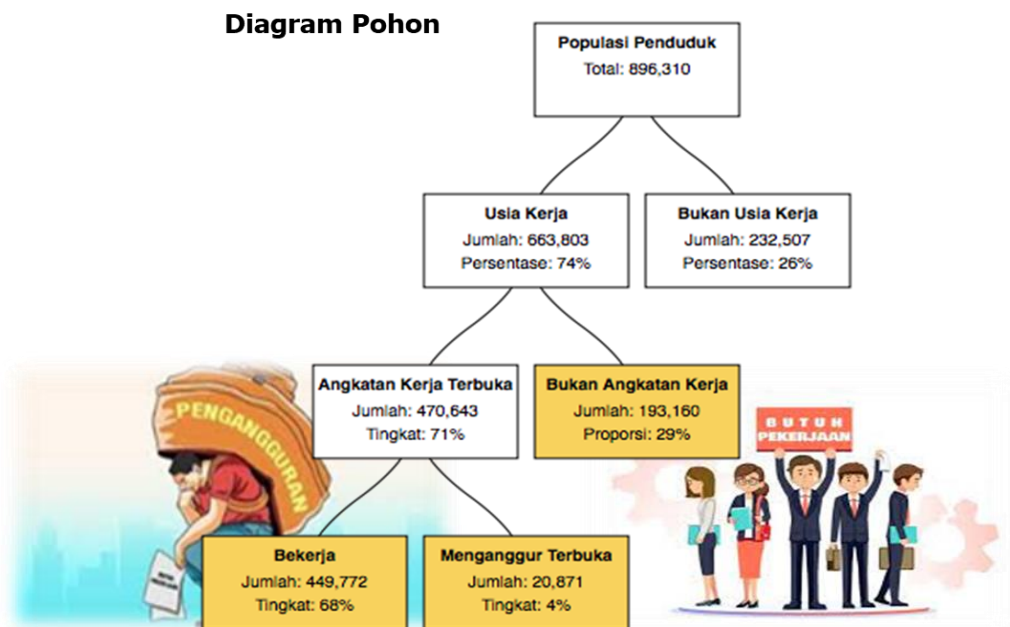 Diagram Pohon
Populasi Penduduk
Total: 896,310
Usia Kerja
Jumlah: 663,803
Persentase: 74%
Bukan Usia Kerja
Jumlah: 232,507
Persentase: 26%
Angkatan Kerja Terbuka
Jumlah: 470,643
Tingkat: 71%
Bukan Angkatan Kerja
Jumlah: 193,160
Proporsi: 29%
PENGANGGURAN
BUTUH
PEKERJAAN
Bekerja
Jumlah: 449,772
Tingkat: 68%
Menganggur Terbuka
Jumlah: 20,871
Tingkat: 4%